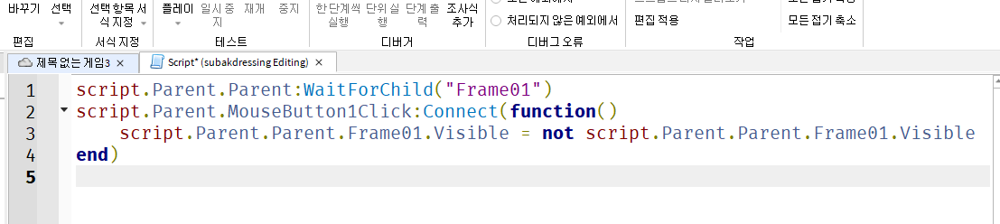 바꾸기 선택 선택 항목 서식 지정 플레이 일시 중지 재개 중지 한 단계씩 실행 단위 실행 단계 출력 조사식 추가
처리되지 않은 예외에서 편집 적용 모든 접기 축소
편집 서식 지정 테스트 디버거 디버그 오류 작업
제목 없는 게임3 × Script* (subakdressing Editing) ×
1 script.Parent.Parent:WaitForChild("Frame01")
2 script.Parent.MouseButton1Click:Connect(function()
3 script.Parent.Parent.Frame01.Visible = not script.Parent.Parent.Frame01.Visible
4 end)
5